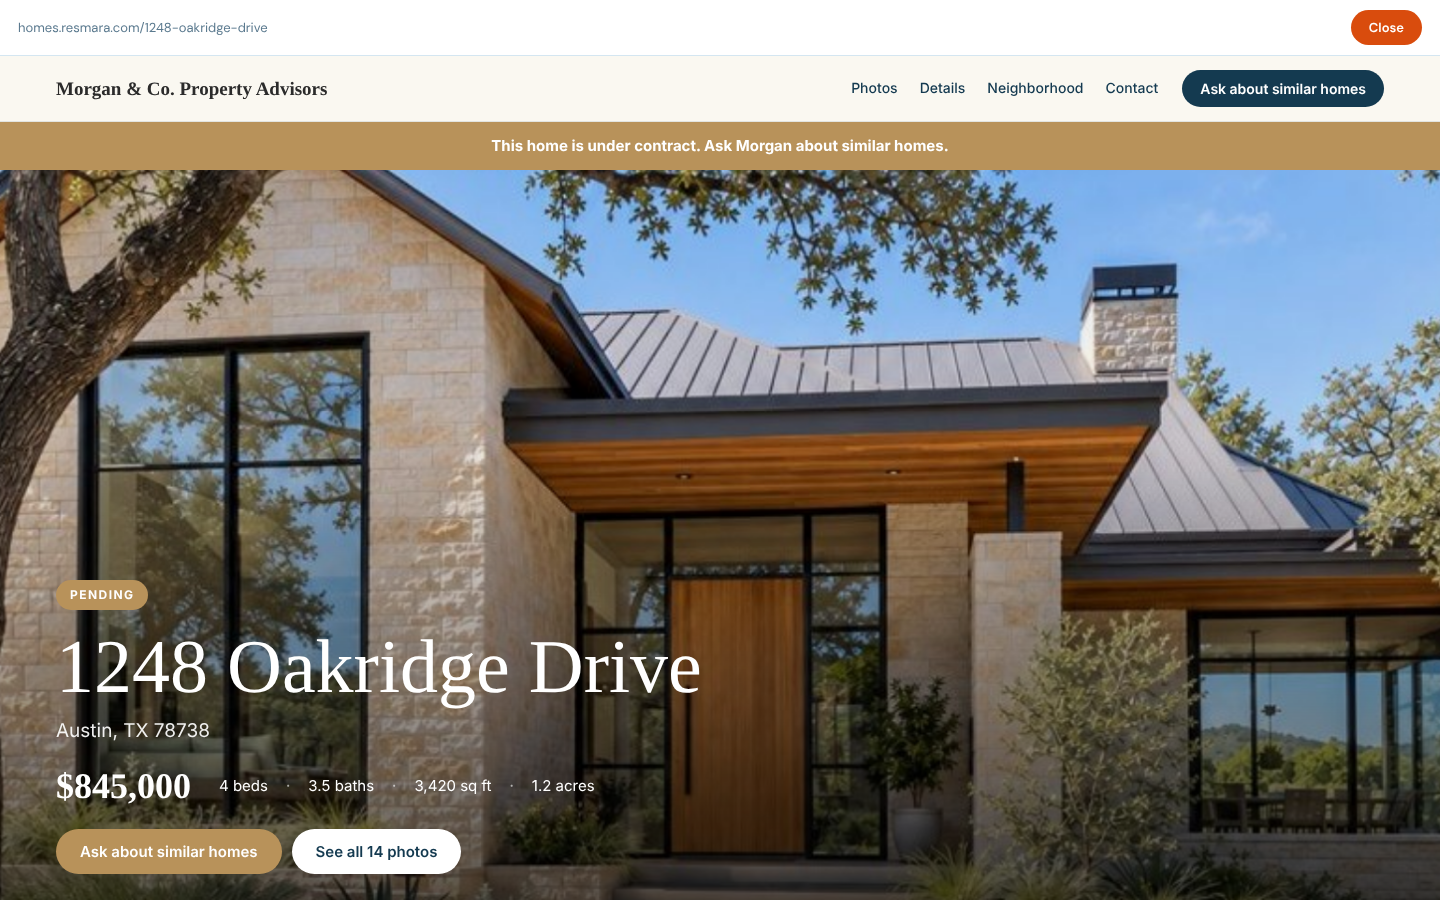 homes.resmara.com/1248-oakridge-drive
Close
Morgan & Co. Property Advisors
Photos
Details
Neighborhood
Contact
Ask about similar homes
This home is under contract. Ask Morgan about similar homes.
PENDING
1248 Oakridge Drive
Austin, TX 78738
$845,000
4 beds · 3.5 baths · 3,420 sq ft · 1.2 acres
Ask about similar homes
See all 14 photos